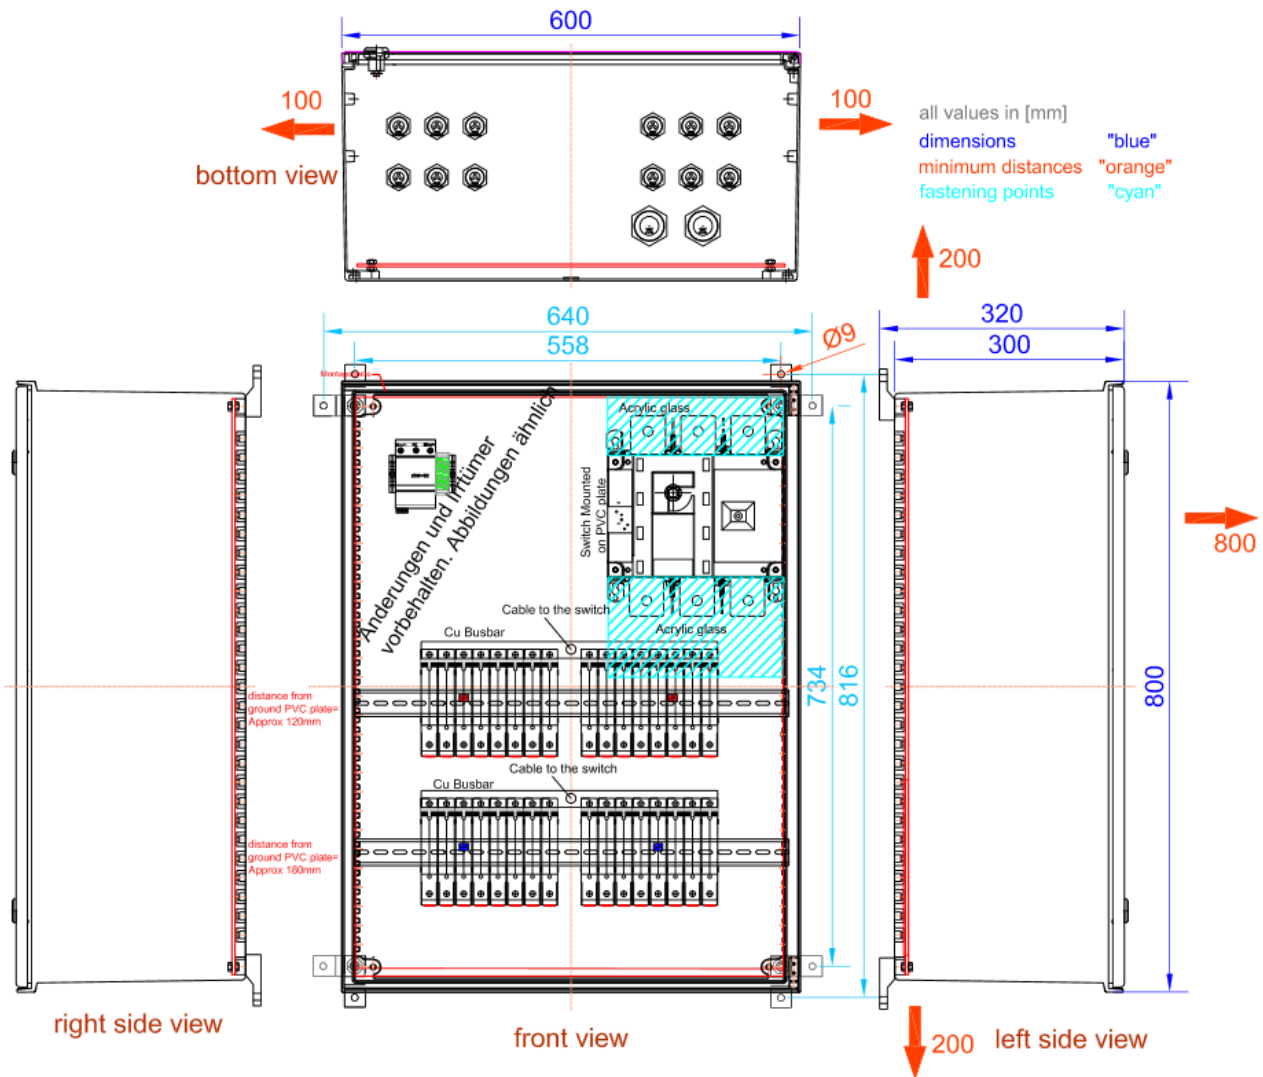 600
100
100
bottom view
all values in [mm]
dimensions "blue"
minimum distances "orange"
fastening points "cyan"
200
640
558
Ø9
320
300
Acrylic glass
Switch Mounted
on PVC plate
Änderungen und Irrtümer
vorbehalten. Abbildungen ähnlich
800
Cable to the switch
Cu Busbar
Acrylic glass
734
816
800
distance from
ground PVC plate=
Approx 120mm
Cable to the switch
Cu Busbar
distance from
ground PVC plate=
Approx 180mm
right side view
front view
200
left side view